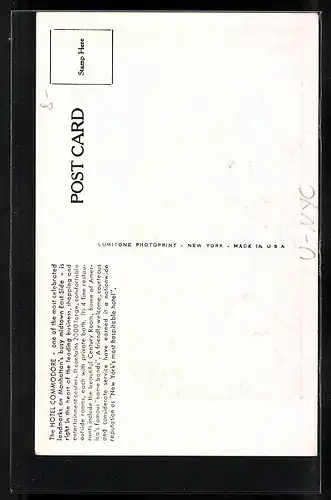 The HOTEL COMMODORE - one of the most celebrated
landmarks on Manhattan's busy midtown East Side - is
right in the heart of the leading business, shopping and
entertainment centers. It contains 2000 large, comfortable
outside rooms, each with private bath. Its 4 fine restau-
rants include the beautiful Century Room, home of Amer-
ica's famous "name bands". A friendly welcome, courteous
and considerate service have earned it a nationwide
reputation as "New York's most hospitable hotel".
POST CARD
Stamp Here
LUMITONE PHOTOPRINT - NEW YORK - MADE IN U S A
8-
U-NYC